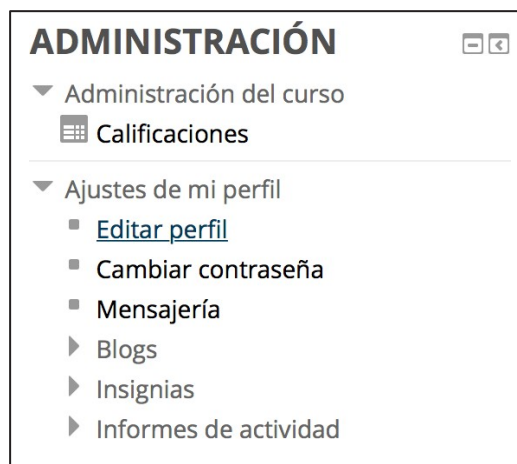 ADMINISTRACIÓN
Administración del curso
Calificaciones
Ajustes de mi perfil
Editar perfil
Cambiar contraseña
Mensajería
Blogs
Insignias
Informes de actividad